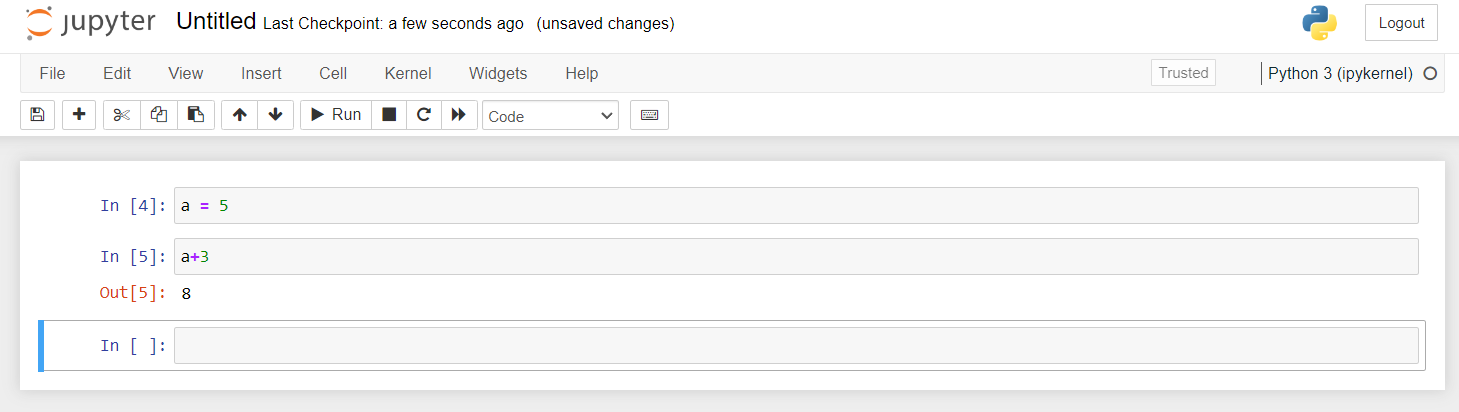 jupyter Untitled Last Checkpoint: a few seconds ago (unsaved changes) Logout
File Edit View Insert Cell Kernel Widgets Help Trusted Python 3 (ipykernel)
Run Code
In [4]: a = 5
In [5]: a+3
Out[5]: 8
In [ ]: